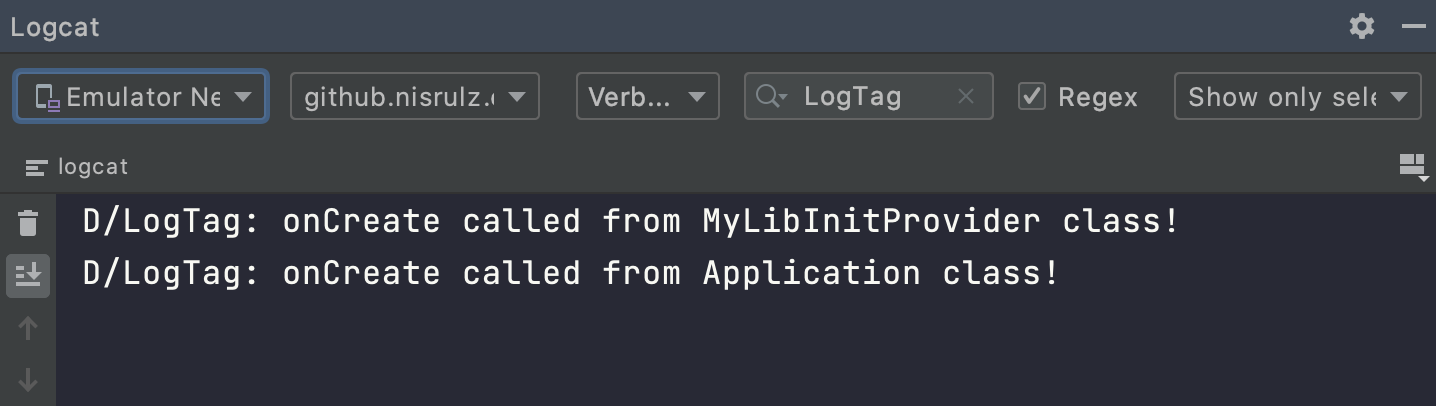 Logcat
Emulator Ne
github.nisrulz.
Verb...
LogTag
Regex
Show only sele
logcat
D/LogTag: onCreate called from MyLibInitProvider class!
D/LogTag: onCreate called from Application class!